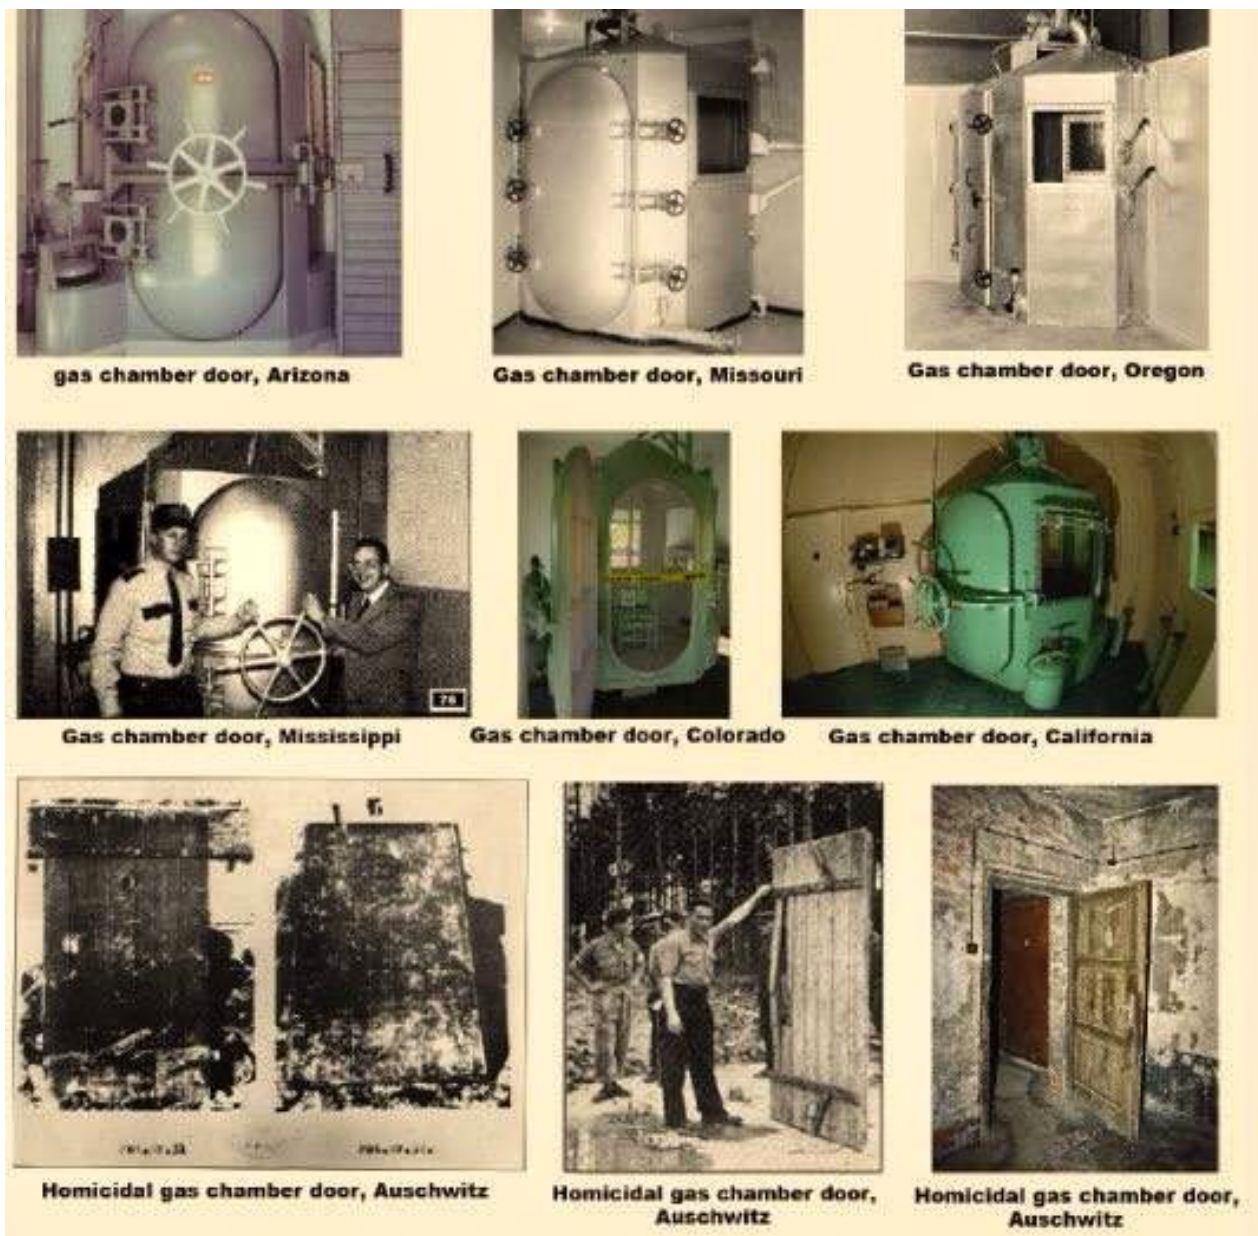 gas chamber door, Arizona
Gas chamber door, Missouri
Gas chamber door, Oregon
76
Gas chamber door, Mississippi
Gas chamber door, Colorado
Gas chamber door, California
Homicidal gas chamber door, Auschwitz
Homicidal gas chamber door,
Auschwitz
Homicidal gas chamber door,
Auschwitz